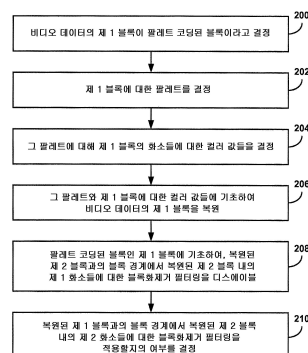 200
비디오 데이터의 제 1 블록이 팔레트 코딩된 블록이라고 결정
202
제 1 블록에 대한 팔레트를 결정
204
그 팔레트에 대해 제 1 블록의 화소들에 대한 컬러 값들을 결정
206
그 팔레트와 제 1 블록에 대한 컬러 값들에 기초하여
비디오 데이터의 제 1 블록을 복원
208
팔레트 코딩된 블록인 제 1 블록에 기초하여, 복원된
제 2 블록과의 블록 경계에서 복원된 제 2 블록 내의
제 1 화소들에 대한 블록화제거 필터링을 디스에이블
210
복원된 제 1 블록과의 블록 경계에서 복원된 제 2 블록
내의 제 2 화소들에 대한 블록화제거 필터링을
적용할지의 여부를 결정